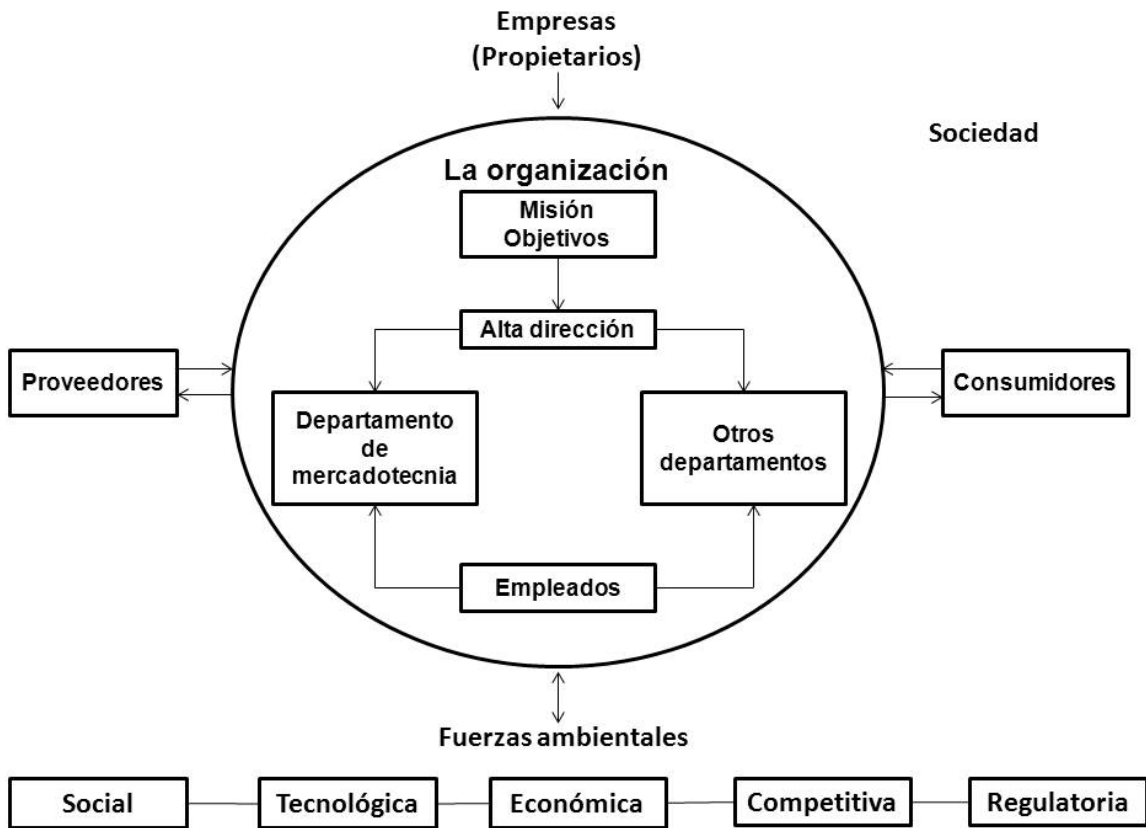 Empresas
(Propietarios)
Sociedad
La organización
Misión
Objetivos
Alta dirección
Proveedores
Consumidores
Departamento
de
mercadotecnia
Otros
departamentos
Empleados
Fuerzas ambientales
Social
Tecnológica
Económica
Competitiva
Regulatoria